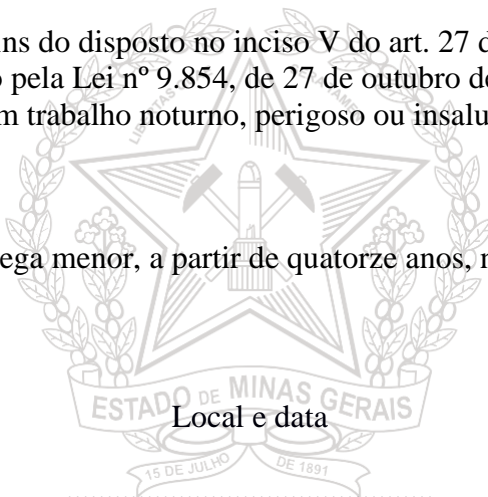 ns do disposto no inciso V do art. 27 d
o pela Lei nº 9.854, de 27 de outubro de
m trabalho noturno, perigoso ou insalu
ega menor, a partir de quatorze anos, n
ESTADO DE MINAS GERAIS
Local e data
15 DE JULHO DE 1891